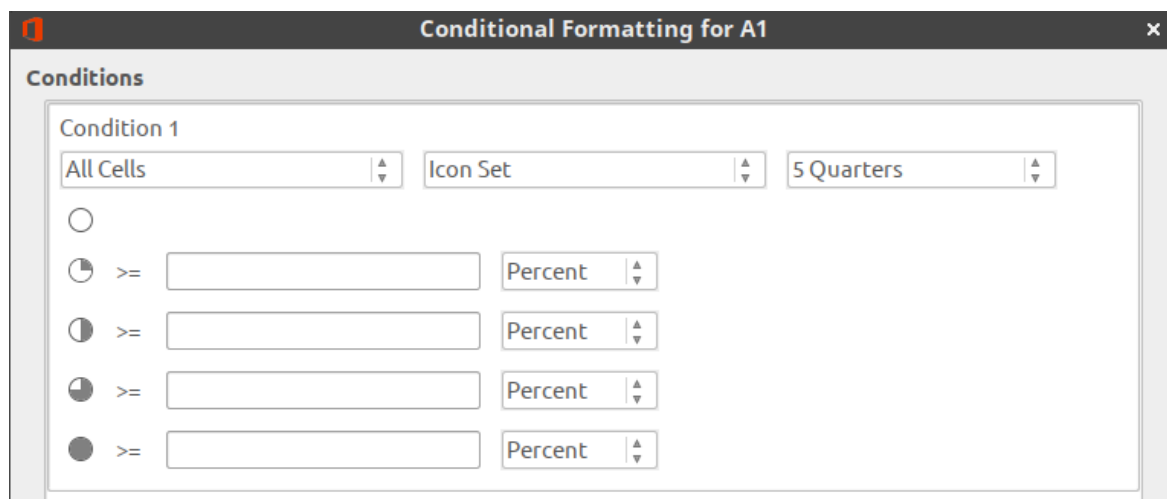 Conditional Formatting for A1
Conditions
Condition 1
All Cells Icon Set 5 Quarters
>= Percent
>= Percent
>= Percent
>= Percent